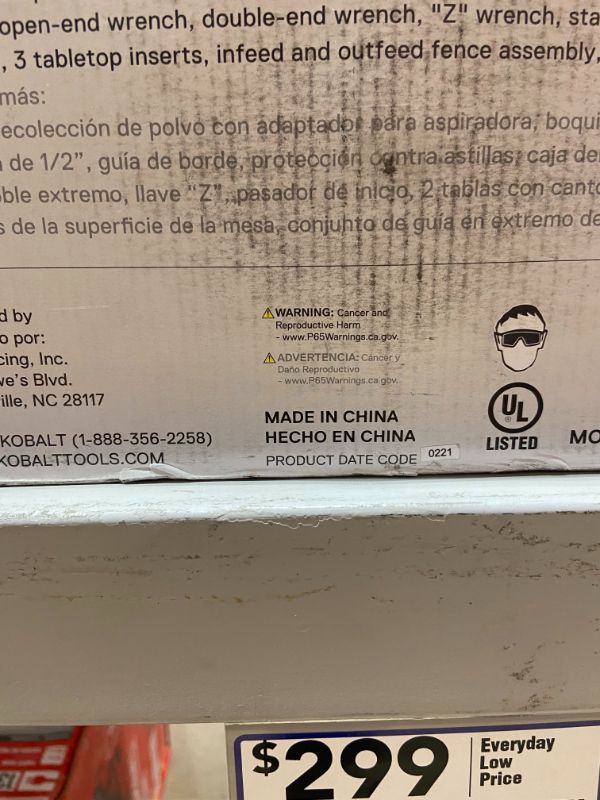 open-end wrench, double-end wrench, "Z" wrench, sta
, 3 tabletop inserts, infeed and outfeed fence assembly,
más:
ecolección de polvo con adaptador para aspiradora, boqui
de 1/2”, guía de borde, protección contra astillas, caja de
ble extremo, llave "Z", pasador de inicio, 2 tablas con canto
s de la superficie de la mesa, conjunto de guía en extremo de
d by
o por:
cing, Inc.
we's Blvd.
ille, NC 28117
KOBALT (1-888-356-2258)
KOBALTTOOLS.COM
⚠WARNING: Cancer and
Reproductive Harm
- www.P65Warnings.ca.gov.
⚠ADVERTENCIA: Cáncer y
Daño Reproductivo
- www.P65Warnings.ca.gov.
MADE IN CHINA
HECHO EN CHINA
PRODUCT DATE CODE 0221
UL
®
LISTED
MO
$299
Everyday
Low
Price